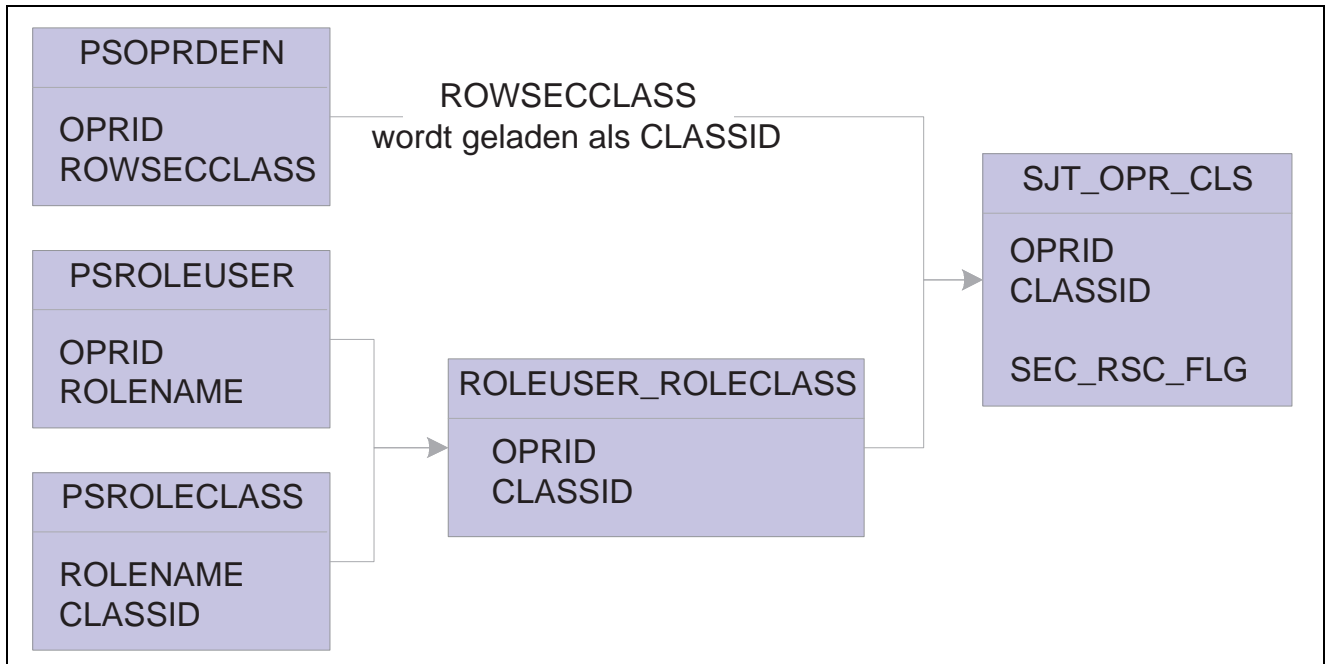 PSOPRDEFN
OPRID
ROWSECCLASS
ROWSECCLASS
wordt geladen als CLASSID
PSROLEUSER
OPRID
ROLENAME
PSROLECLASS
ROLENAME
CLASSID
ROLEUSER_ROLECLASS
OPRID
CLASSID
SJT_OPR_CLS
OPRID
CLASSID
SEC_RSC_FLG